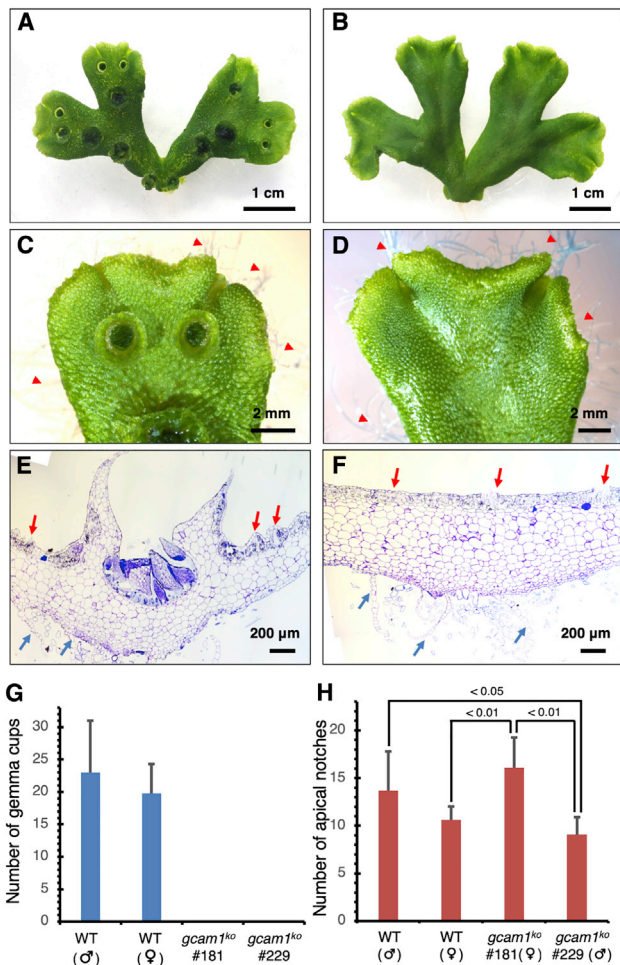 A
B
1 cm
1 cm
C
D
2 mm
2 mm
E
F
200 µm
200 µm
G
Number of gemma cups
30
25
20
15
10
5
0
WT
(♂)
WT
(♀)
gcam1ko
#181
gcam1ko
#229
H
Number of apical notches
20
15
10
5
0
< 0.05
< 0.01
< 0.01
WT
(♂)
WT
(♀)
gcam1ko
#181(♀)
gcam1ko
#229 (♂)